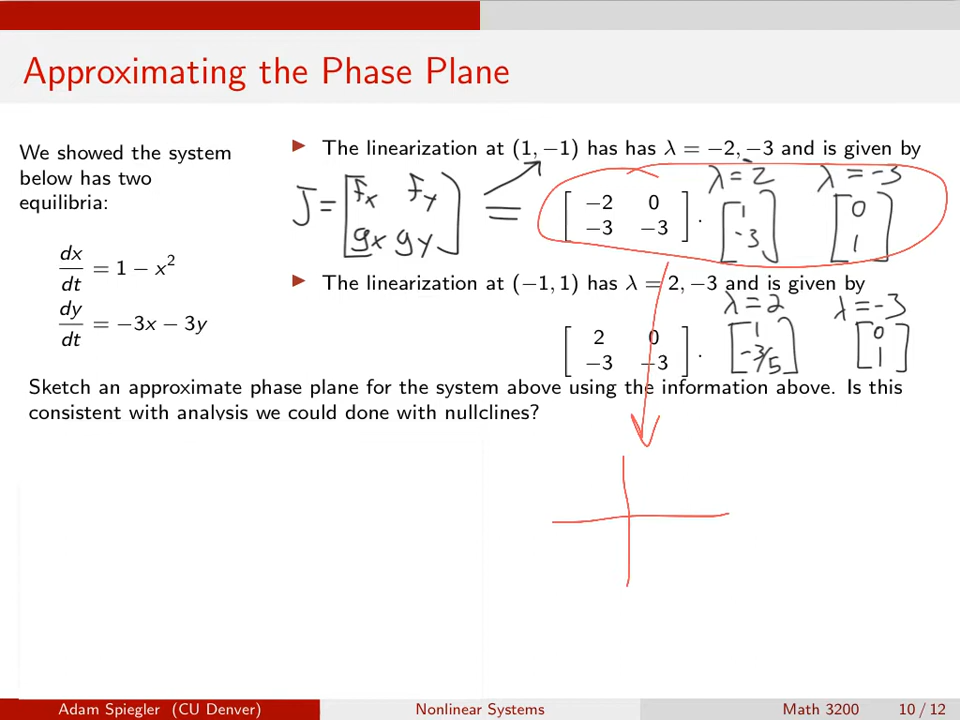 Approximating the Phase Plane
We showed the system
below has two
equilibria:
dx/dt = 1 − x²
dy/dt = −3x − 3y
▶ The linearization at (1, −1) has has λ = −2, −3 and is given by
J = [fx fy
gx gy] =
[−2 0
−3 −3].
λ = -2
[1
-3]
λ = -3
[0
1]
▶ The linearization at (−1, 1) has λ = 2, −3 and is given by
[2 0
−3 −3].
λ = 2
[1
-3/5]
λ = -3
[0
1]
Sketch an approximate phase plane for the system above using the information above. Is this
consistent with analysis we could done with nullclines?
Adam Spiegler (CU Denver)
Nonlinear Systems
Math 3200
10 / 12